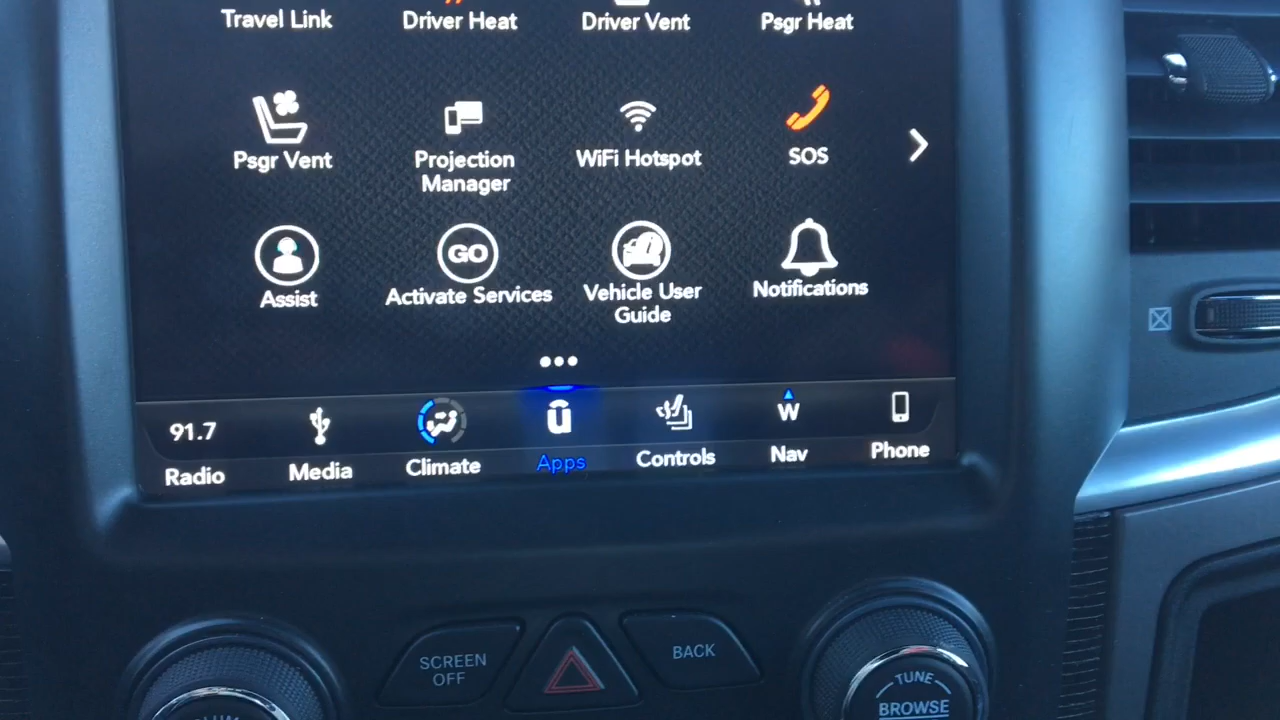 Travel Link
Driver Heat
Driver Vent
Psgr Heat
Psgr Vent
Projection
Manager
WiFi Hotspot
SOS
Assist
GO
Activate Services
Vehicle User
Guide
Notifications
91.7
Radio
Media
Climate
u
Apps
Controls
W
Nav
Phone
SCREEN
OFF
BACK
TUNE
BROWSE